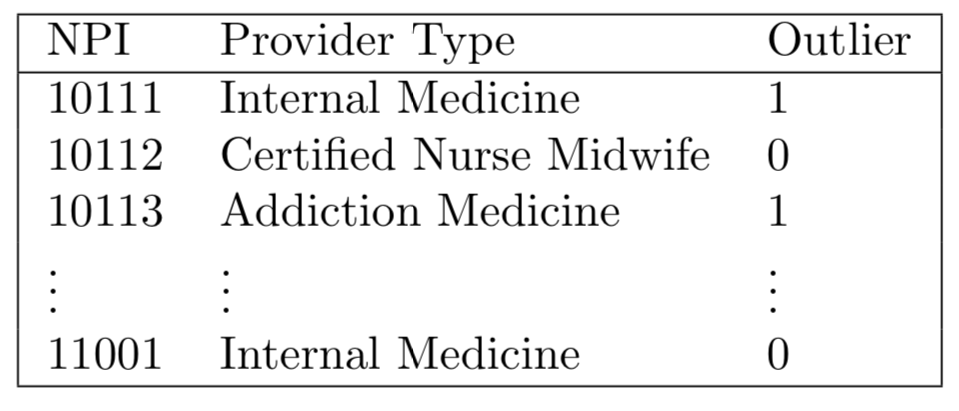 NPI Provider Type Outlier
10111 Internal Medicine 1
10112 Certified Nurse Midwife 0
10113 Addiction Medicine 1
⋮ ⋮ ⋮
11001 Internal Medicine 0